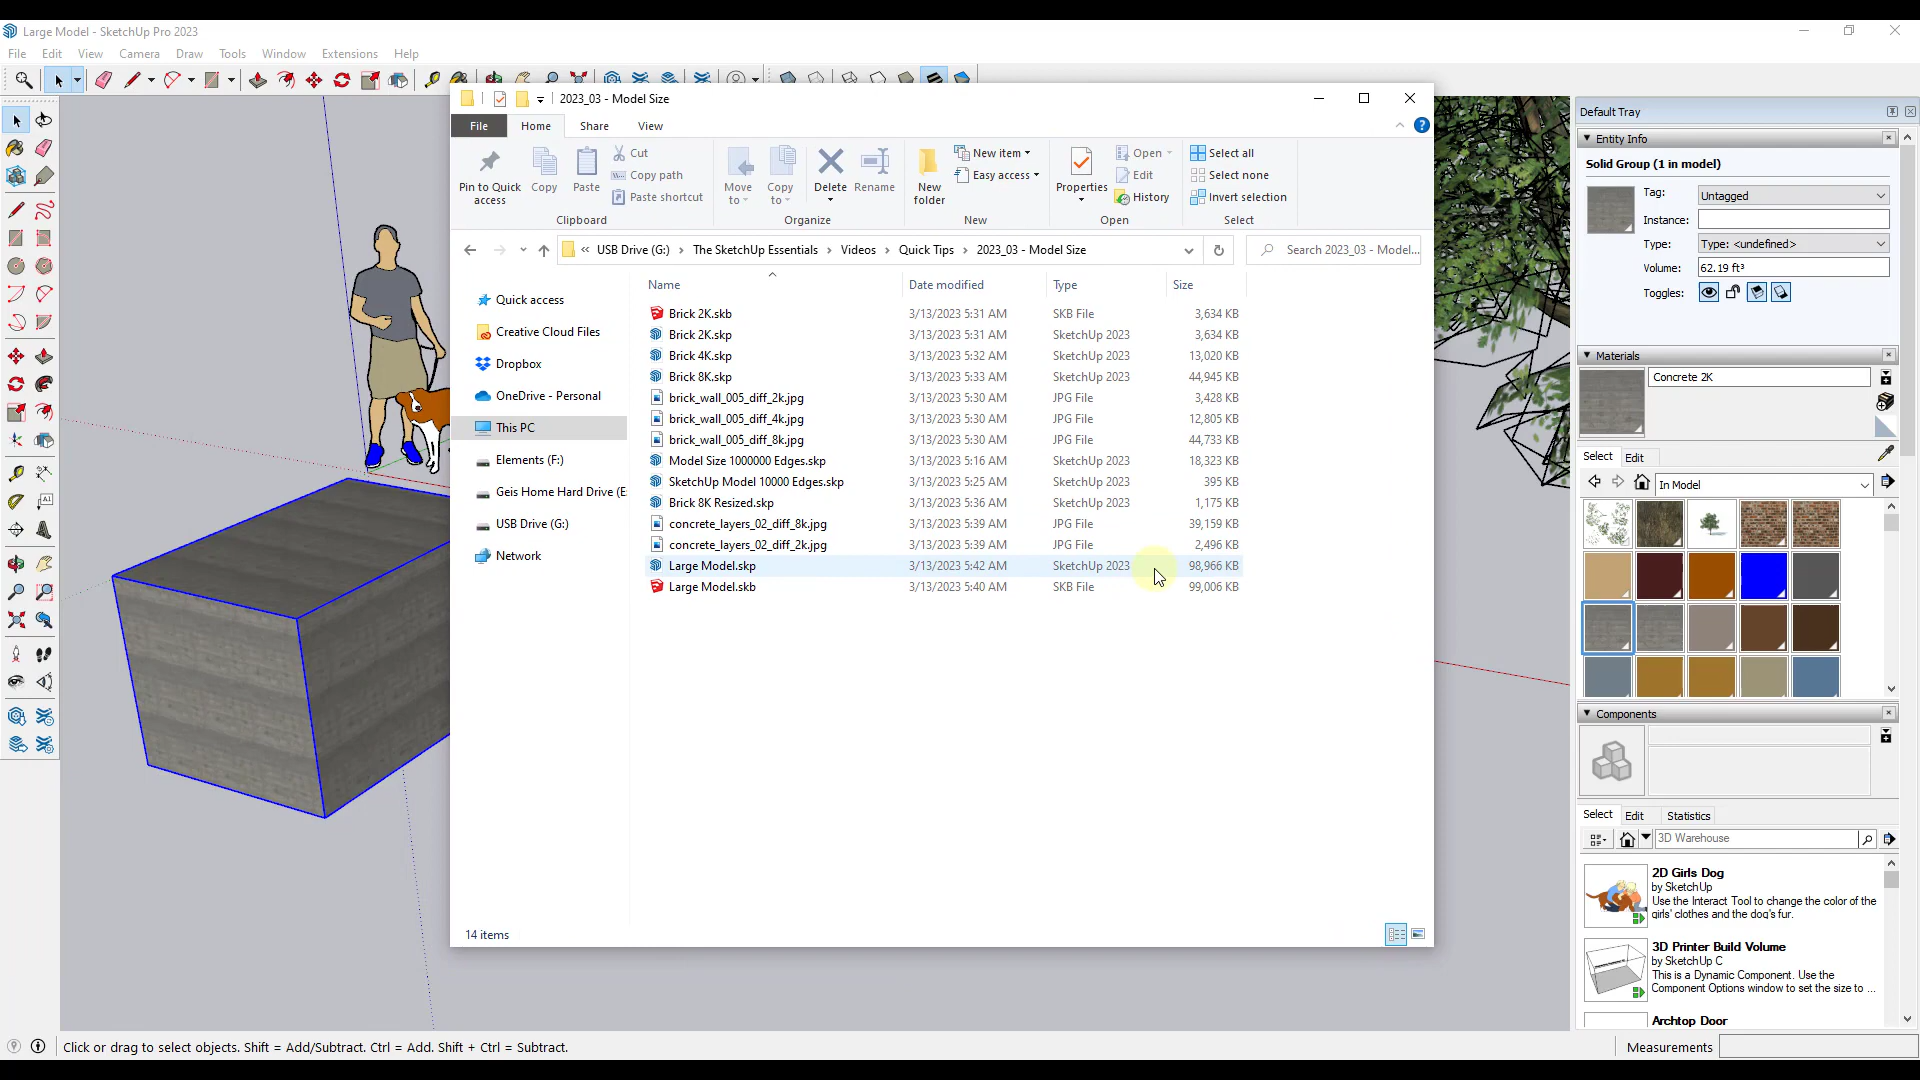 Large Model - SketchUp Pro 2023
File Edit View Camera Draw Tools Window Extensions Help
2023_03 - Model Size
File Home Share View
Pin to Quick access
Copy
Paste
Cut
Copy path
Paste shortcut
Clipboard
Move to
Copy to
Delete
Rename
Organize
New folder
New item
Easy access
New
Properties
Open
Edit
History
Open
Select all
Select none
Invert selection
Select
« USB Drive (G:) > The SketchUp Essentials > Videos > Quick Tips > 2023_03 - Model Size
Search 2023_03 - Model...
Quick access
Creative Cloud Files
Dropbox
OneDrive - Personal
This PC
Elements (F:)
Geis Home Hard Drive (E
USB Drive (G:)
Network
Name Date modified Type Size
Brick 2K.skb 3/13/2023 5:31 AM SKB File 3,634 KB
Brick 2K.skp 3/13/2023 5:31 AM SketchUp 2023 3,634 KB
Brick 4K.skp 3/13/2023 5:32 AM SketchUp 2023 13,020 KB
Brick 8K.skp 3/13/2023 5:33 AM SketchUp 2023 44,945 KB
brick_wall_005_diff_2k.jpg 3/13/2023 5:30 AM JPG File 3,428 KB
brick_wall_005_diff_4k.jpg 3/13/2023 5:30 AM JPG File 12,805 KB
brick_wall_005_diff_8k.jpg 3/13/2023 5:30 AM JPG File 44,733 KB
Model Size 1000000 Edges.skp 3/13/2023 5:16 AM SketchUp 2023 18,323 KB
SketchUp Model 10000 Edges.skp 3/13/2023 5:25 AM SketchUp 2023 395 KB
Brick 8K Resized.skp 3/13/2023 5:36 AM SketchUp 2023 1,175 KB
concrete_layers_02_diff_8k.jpg 3/13/2023 5:39 AM JPG File 39,159 KB
concrete_layers_02_diff_2k.jpg 3/13/2023 5:39 AM JPG File 2,496 KB
Large Model.skp 3/13/2023 5:42 AM SketchUp 2023 98,966 KB
Large Model.skb 3/13/2023 5:40 AM SKB File 99,006 KB
14 items
Default Tray
Entity Info
Solid Group (1 in model)
Tag: Untagged
Instance:
Type: Type: <undefined>
Volume: 62.19 ft³
Toggles:
Materials
Concrete 2K
Select Edit
In Model
Components
Select Edit Statistics
3D Warehouse
2D Girls Dog
by SketchUp
Use the Interact Tool to change the color of the
girls' clothes and the dog's fur.
3D Printer Build Volume
by SketchUp C
This is a Dynamic Component. Use the
Component Options window to set the size to ...
Archtop Door
Click or drag to select objects. Shift = Add/Subtract. Ctrl = Add. Shift + Ctrl = Subtract.
Measurements